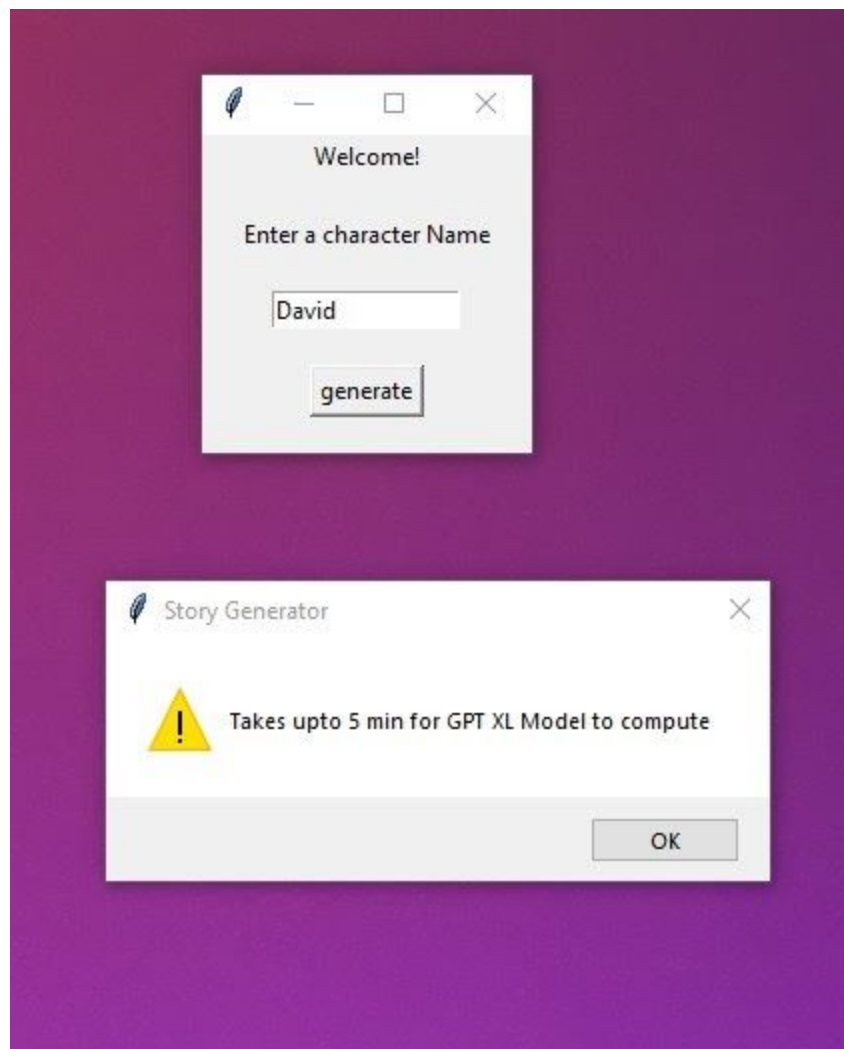 Welcome!
Enter a character Name
David
generate
Story Generator
Takes upto 5 min for GPT XL Model to compute
OK